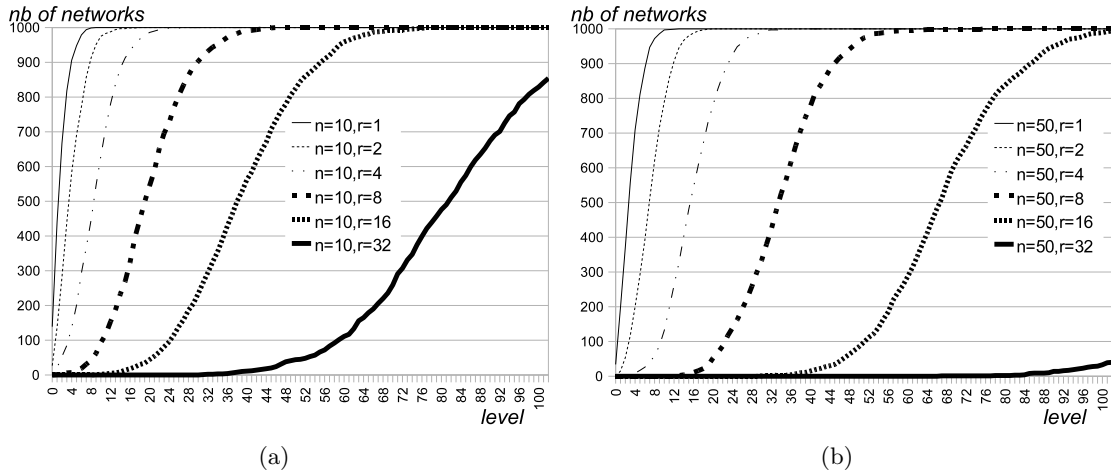 nb of networks
1000
900
800
700
600
500
400
300
200
100
0
n=10,r=1
n=10,r=2
n=10,r=4
n=10,r=8
n=10,r=16
n=10,r=32
0 4 8 12 16 20 24 28 32 36 40 44 48 52 56 60 64 68 72 76 80 84 88 92 96 100
level
(a)
nb of networks
1000
900
800
700
600
500
400
300
200
100
0
n=50,r=1
n=50,r=2
n=50,r=4
n=50,r=8
n=50,r=16
n=50,r=32
0 4 8 12 16 20 24 28 32 36 40 44 48 52 56 60 64 68 72 76 80 84 88 92 96 100
level
(b)